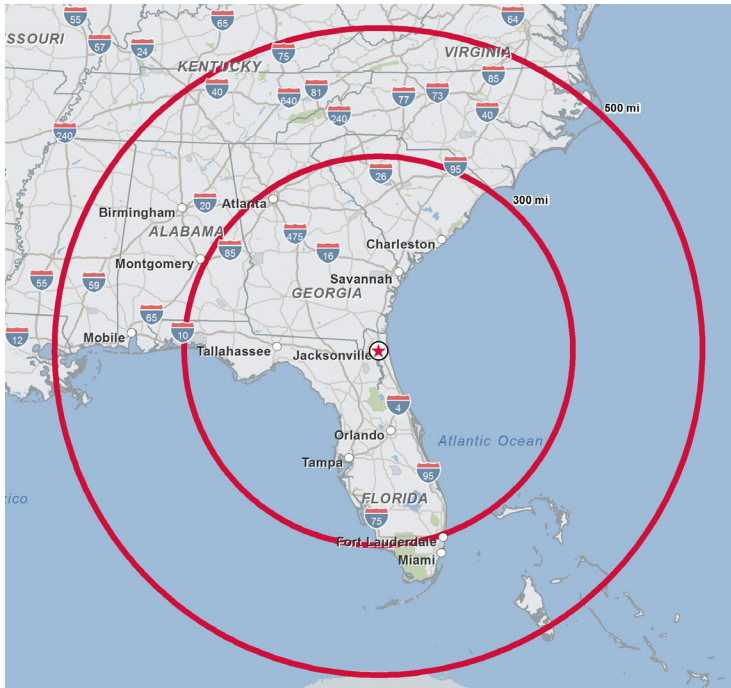 55
65
64
SSOURI
57
24
75
VIRGINIA
KENTUCKY
85
40
640
81
77
73
500 mi
240
240
40
26
95
20
Atlanta
300 mi
Birmingham
ALABAMA
475
85
16
Charleston
Montgomery
55
59
Savannah
GEORGIA
65
12
Mobile
10
Tallahassee
Jacksonville
4
Orlando
Atlantic Ocean
Tampa
95
xico
FLORIDA
75
Fort Lauderdale
Miami